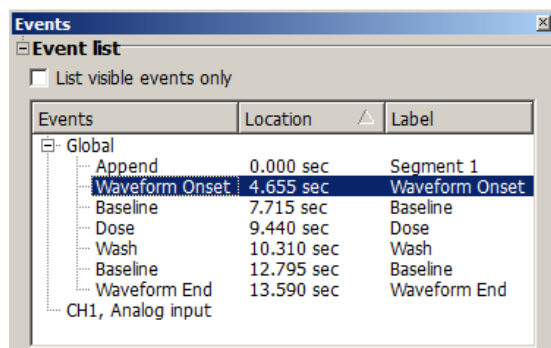 Events
Event list
List visible events only
Events Location Label
Global
Append 0.000 sec Segment 1
Waveform Onset 4.655 sec Waveform Onset
Baseline 7.715 sec Baseline
Dose 9.440 sec Dose
Wash 10.310 sec Wash
Baseline 12.795 sec Baseline
Waveform End 13.590 sec Waveform End
CH1, Analog input